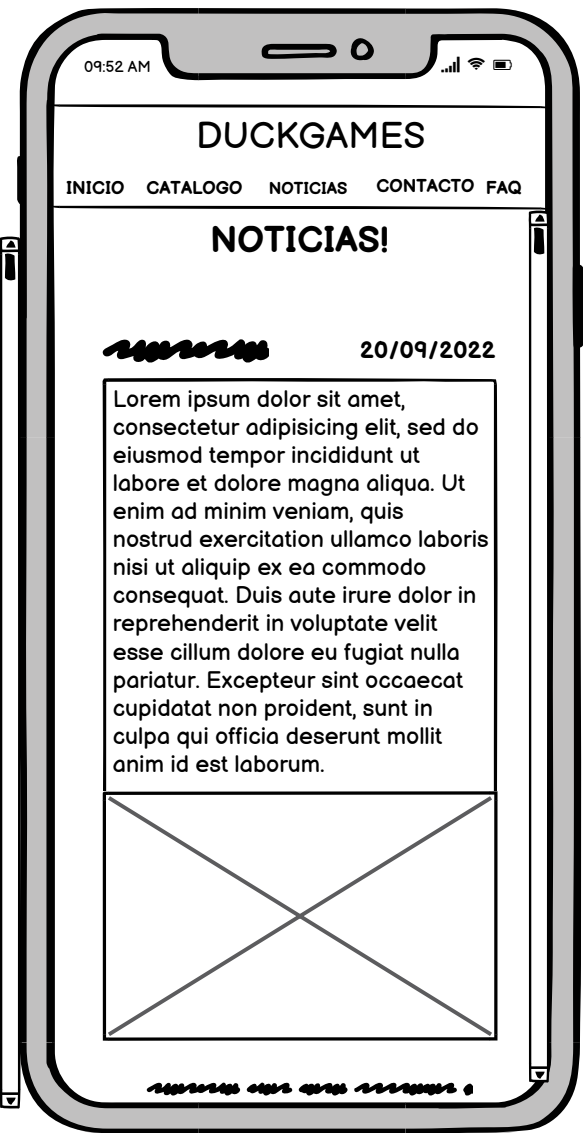 09:52 AM
DUCKGAMES
INICIO CATALOGO NOTICIAS CONTACTO FAQ
NOTICIAS!
20/09/2022
Lorem ipsum dolor sit amet,
consectetur adipisicing elit, sed do
eiusmod tempor incididunt ut
labore et dolore magna aliqua. Ut
enim ad minim veniam, quis
nostrud exercitation ullamco laboris
nisi ut aliquip ex ea commodo
consequat. Duis aute irure dolor in
reprehenderit in voluptate velit
esse cillum dolore eu fugiat nulla
pariatur. Excepteur sint occaecat
cupidatat non proident, sunt in
culpa qui officia deserunt mollit
anim id est laborum.